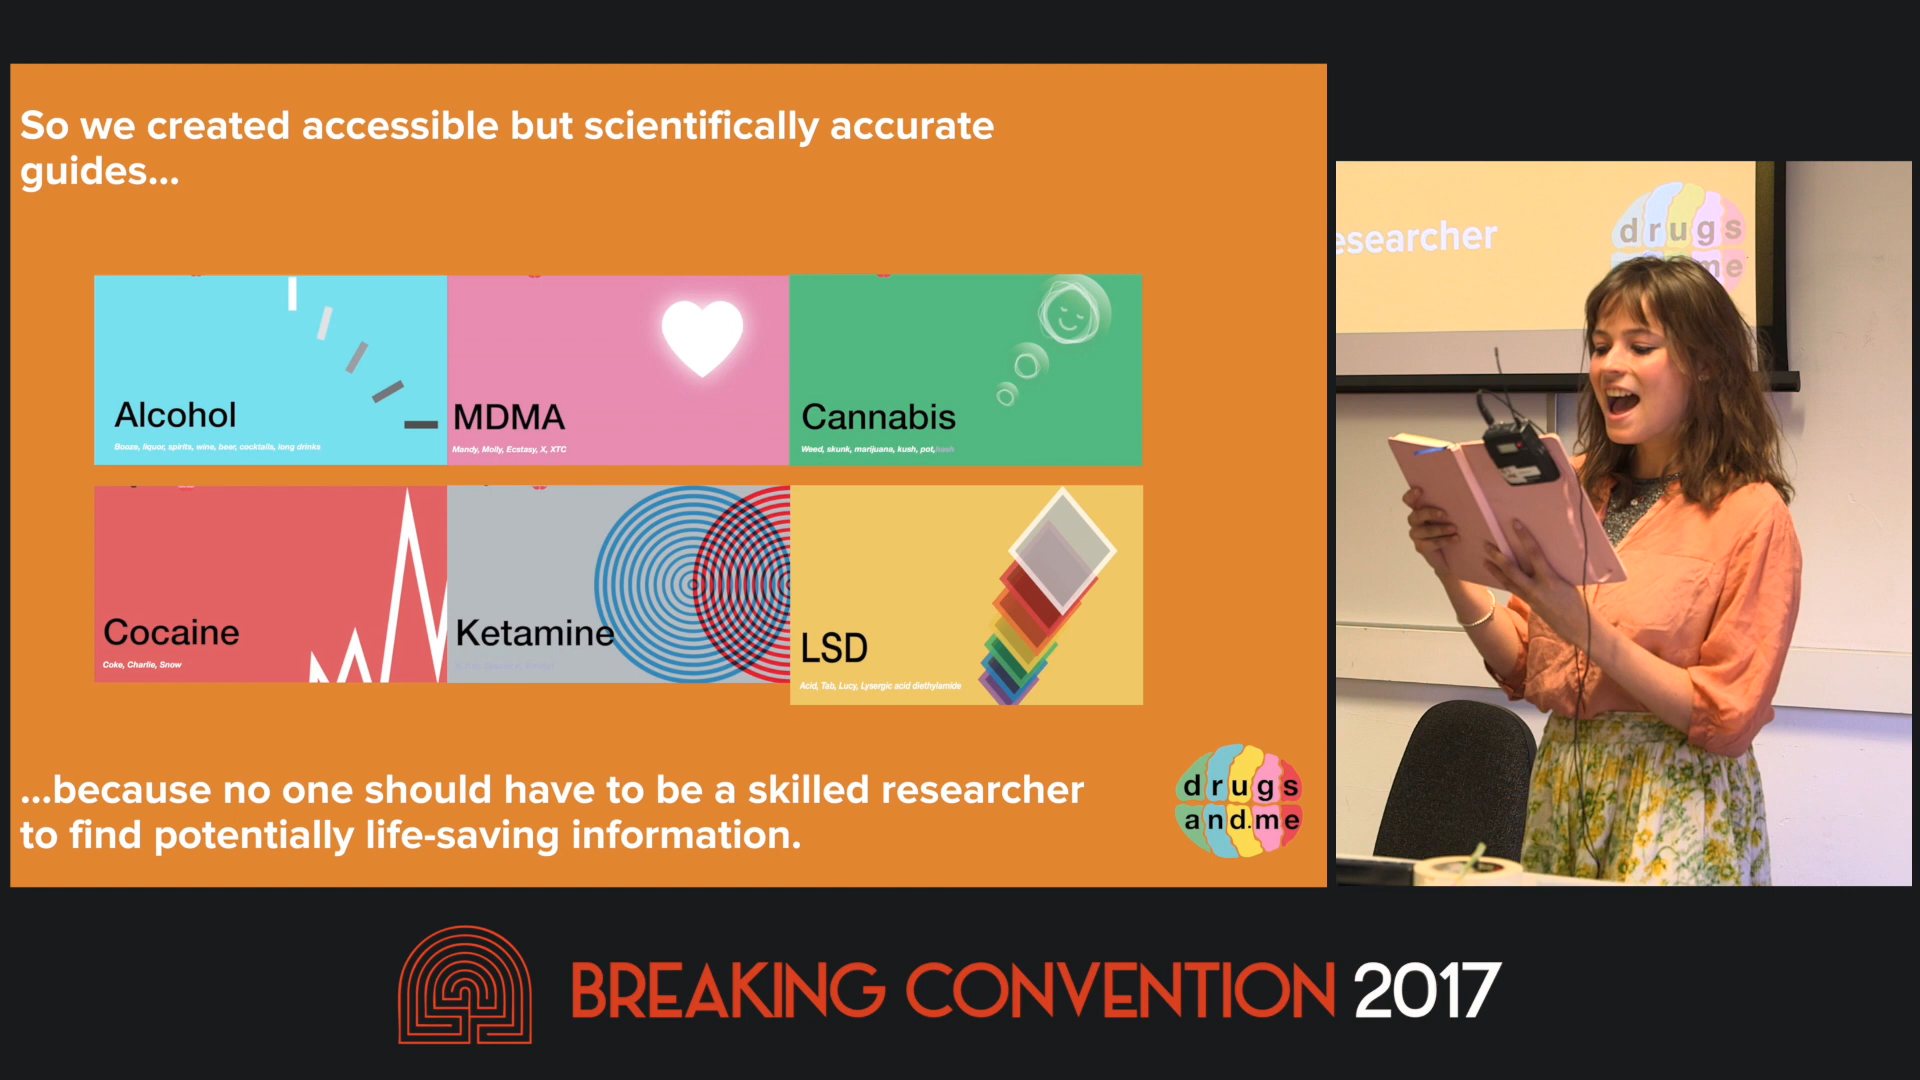 So we created accessible but scientifically accurate
guides...
Alcohol
Booze, liquor, spirits, wine, beer, cocktails, long drinks
MDMA
Mandy, Molly, Ecstasy, X, XTC
Cannabis
Weed, skunk, marijuana, kush, pot, hash
Cocaine
Coke, Charlie, Snow
Ketamine
LSD
Acid, Tab, Lucy, Lysergic acid diethylamide
...because no one should have to be a skilled researcher
to find potentially life-saving information.
drugs
and.me
esearcher
drugs
me
BREAKING CONVENTION 2017